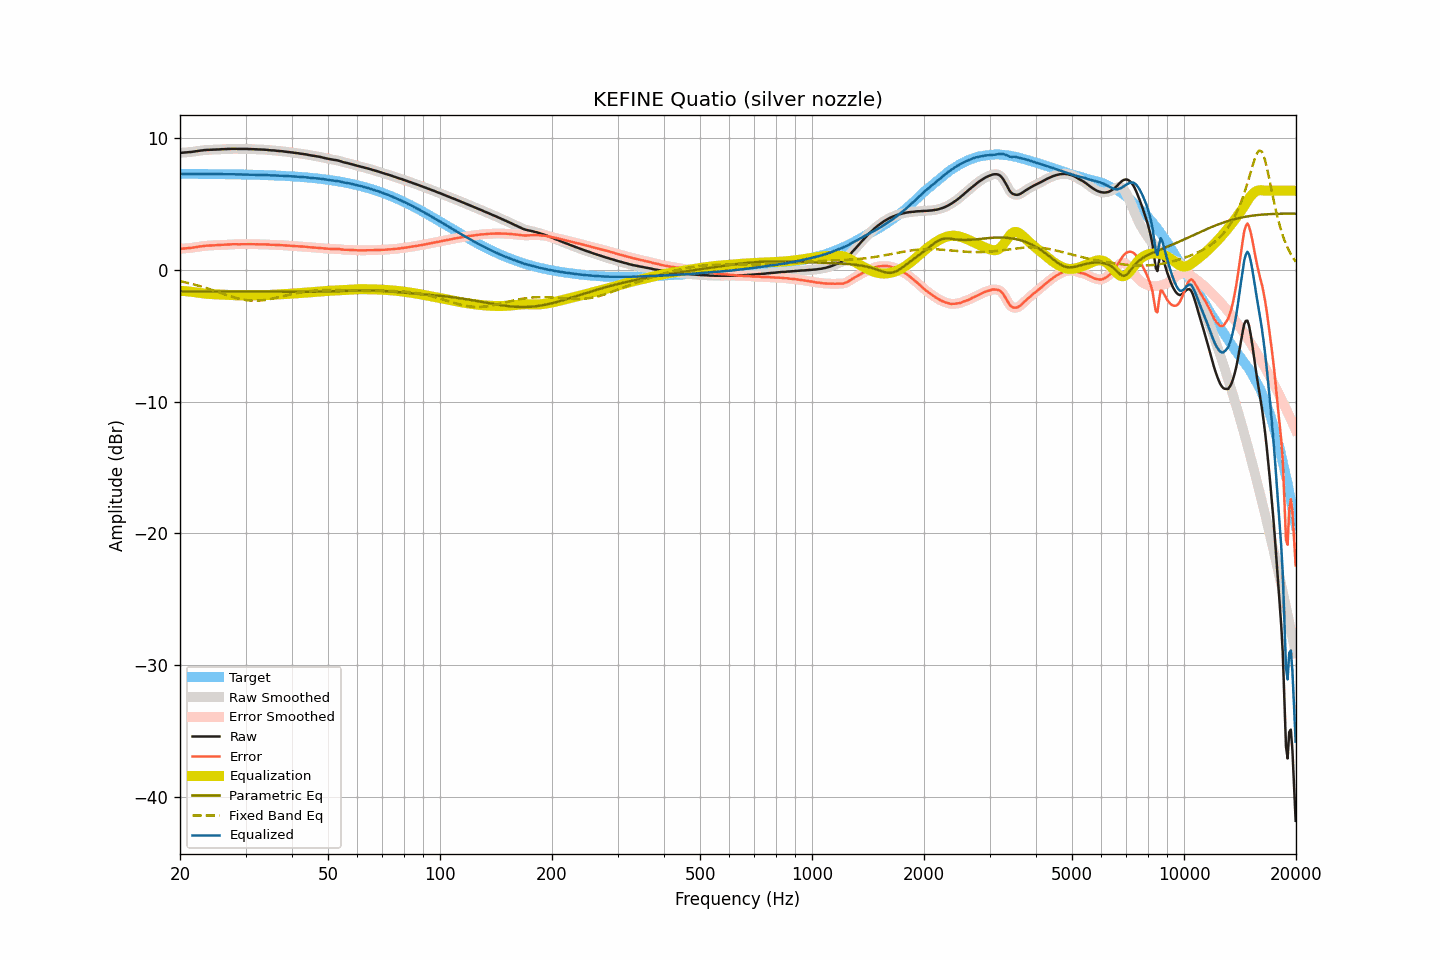 KEFINE Quatio (silver nozzle)
10
0
−10
−20
−30
−40
Amplitude (dBr)
Target
Raw Smoothed
Error Smoothed
Raw
Error
Equalization
Parametric Eq
Fixed Band Eq
Equalized
20 50 100 200 500 1000 2000 5000 10000 20000
Frequency (Hz)